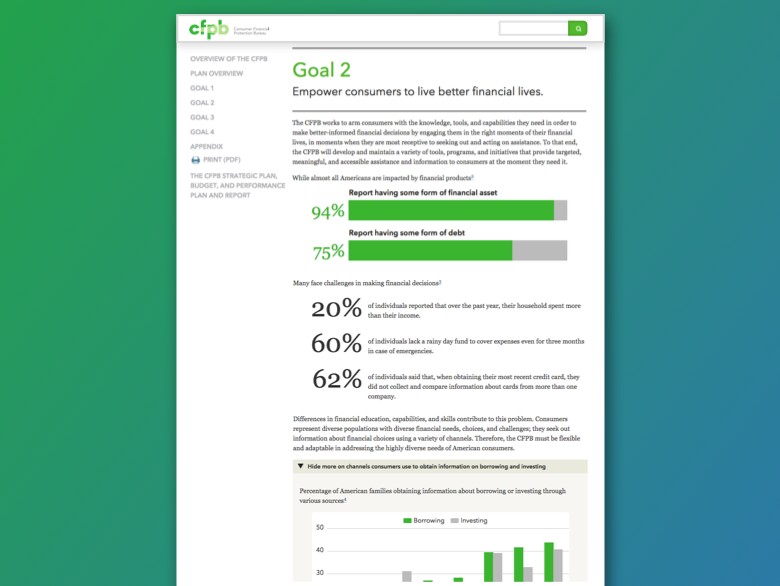 cfpb Consumer Financial
Protection Bureau
OVERVIEW OF THE CFPB
PLAN OVERVIEW
GOAL 1
GOAL 2
GOAL 3
GOAL 4
APPENDIX
PRINT (PDF)
THE CFPB STRATEGIC PLAN,
BUDGET, AND PERFORMANCE
PLAN AND REPORT
Goal 2
Empower consumers to live better financial lives.
The CFPB works to arm consumers with the knowledge, tools, and capabilities they need in order to
make better-informed financial decisions by engaging them in the right moments of their financial
lives, in moments when they are most receptive to seeking out and acting on assistance. To that end,
the CFPB will develop and maintain a variety of tools, programs, and initiatives that provide targeted,
meaningful, and accessible assistance and information to consumers at the moment they need it.
While almost all Americans are impacted by financial products¹
Report having some form of financial asset
94%
Report having some form of debt
75%
Many face challenges in making financial decisions²
20% of individuals reported that over the past year, their household spent more
than their income.
60% of individuals lack a rainy day fund to cover expenses even for three months
in case of emergencies.
62% of individuals said that, when obtaining their most recent credit card, they
did not collect and compare information about cards from more than one
company.
Differences in financial education, capabilities, and skills contribute to this problem. Consumers
represent diverse populations with diverse financial needs, choices, and challenges; they seek out
information about financial choices using a variety of channels. Therefore, the CFPB must be flexible
and adaptable in addressing the highly diverse needs of American consumers.
▼ Hide more on channels consumers use to obtain information on borrowing and investing
Percentage of American families obtaining information about borrowing or investing through
various sources³
Borrowing Investing
50
40
30